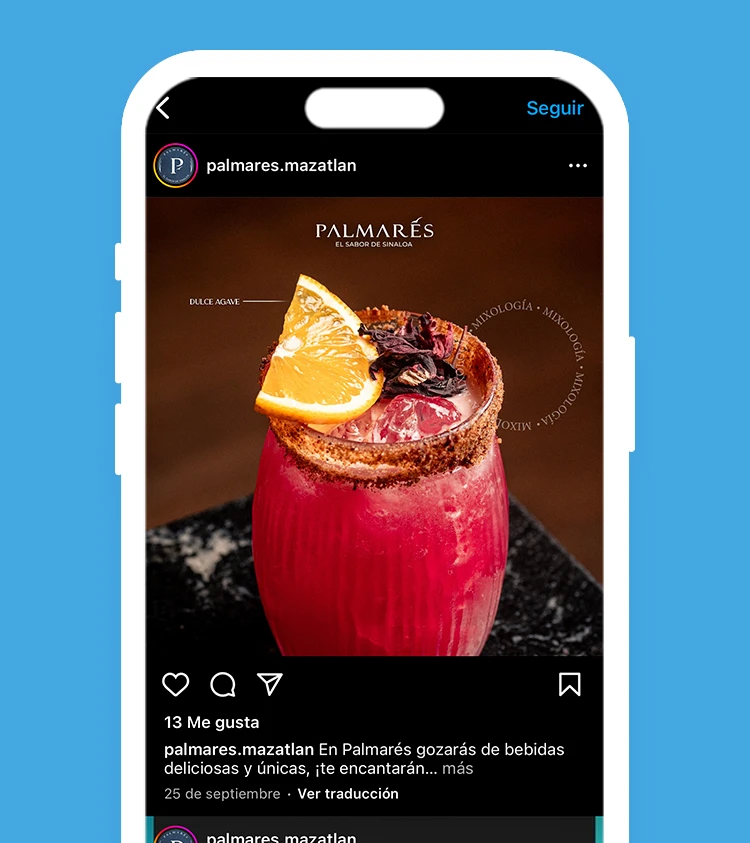 Seguir
palmares.mazatlan
PALMARÉS
EL SABOR DE SINALOA
DULCE AGAVE
MIXOLOGÍA • MIXOLOGÍA • MIXOLOGÍA •
13 Me gusta
palmares.mazatlan En Palmarés gozarás de bebidas
deliciosas y únicas, ¡te encantarán... más
25 de septiembre · Ver traducción
palmares.mazatlan